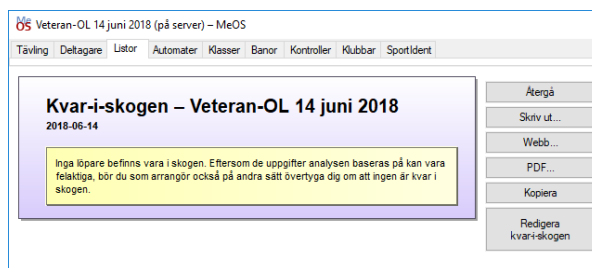 MeOS Veteran-OL 14 juni 2018 (på server) – MeOS
Tävling Deltagare Listor Automater Klasser Banor Kontroller Klubbar SportIdent
Kvar-i-skogen – Veteran-OL 14 juni 2018
2018-06-14
Inga löpare befinns vara i skogen. Eftersom de uppgifter analysen baseras på kan vara
felaktiga, bör du som arrangör också på andra sätt övertyga dig om att ingen är kvar i
skogen.
Återgå
Skriv ut...
Webb...
PDF...
Kopiera
Redigera
kvar-i-skogen